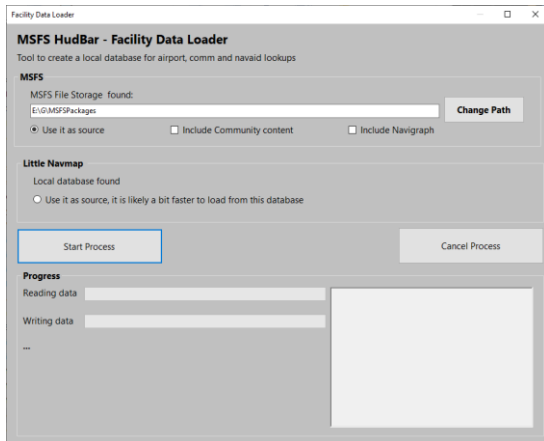 Facility Data Loader
MSFS HudBar - Facility Data Loader
Tool to create a local database for airport, comm and navaid lookups
MSFS
MSFS File Storage found:
E:\G\MSFSPackages
Change Path
Use it as source
Include Community content
Include Navigraph
Little Navmap
Local database found
Use it as source, it is likely a bit faster to load from this database
Start Process
Cancel Process
Progress
Reading data
Writing data
...